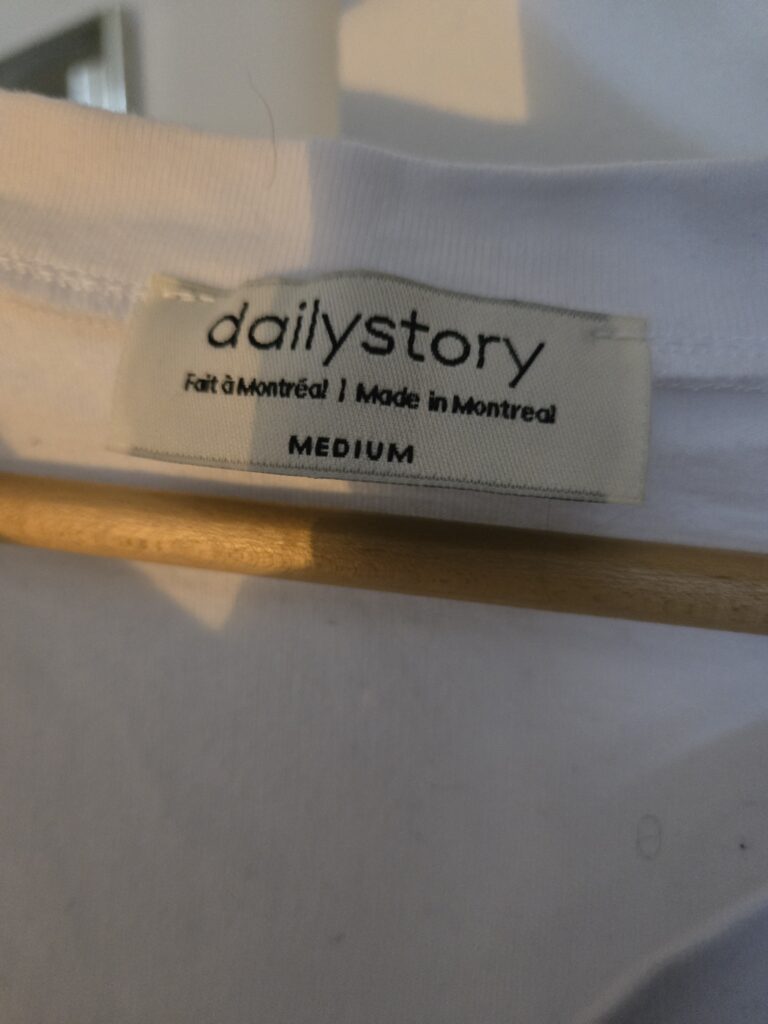 dailystory
Fait à Montréal | Made in Montreal
MEDIUM